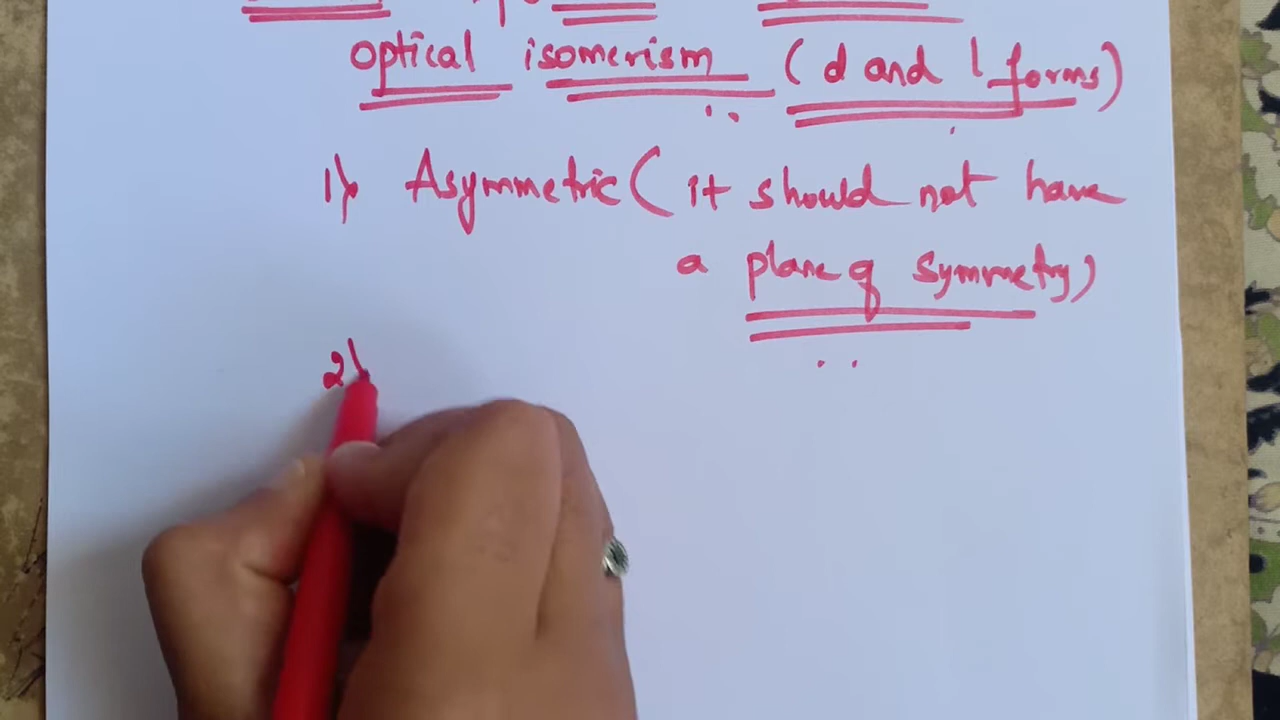 optical isomerism (d and l forms)
1) Asymmetric (it should not have
a plane of symmetry)
2)